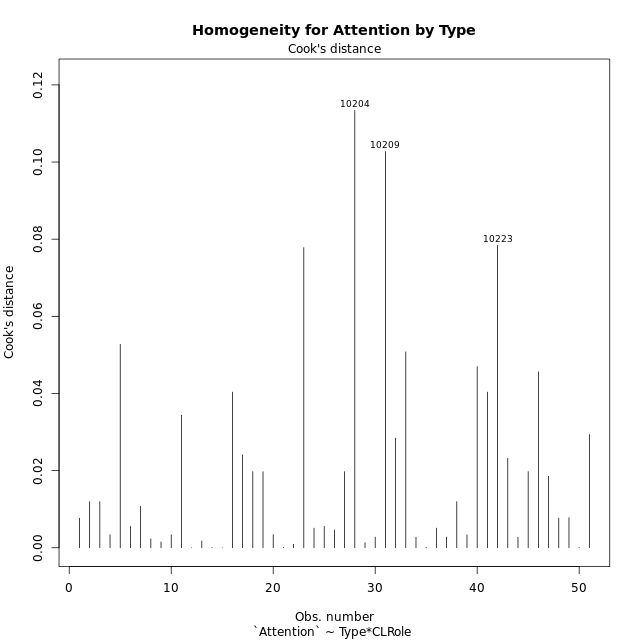 Homogeneity for Attention by Type
Cook's distance
0.12
10204
10209
0.10
10223
0.08
Cook's distance
0.06
0.04
0.02
0.00
0 10 20 30 40 50
Obs. number
`Attention` ~ Type*CLRole